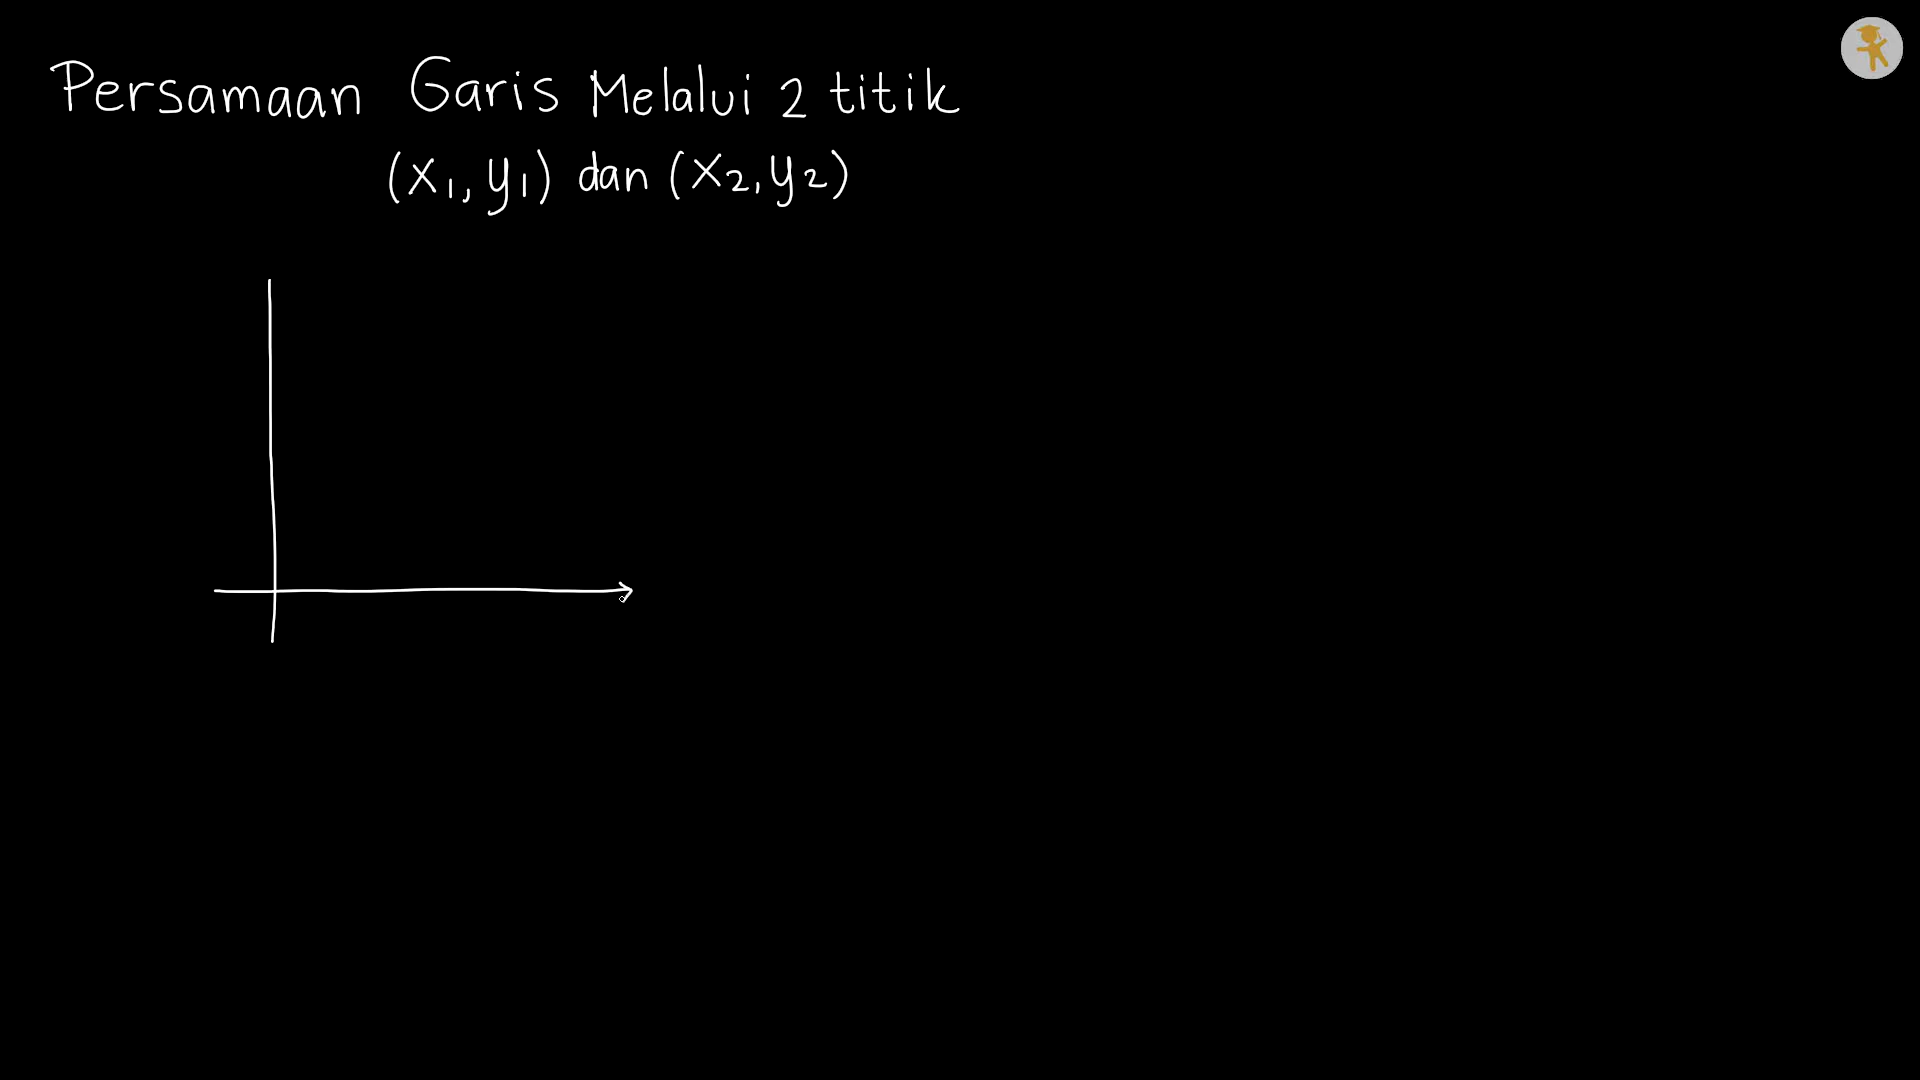 Persamaan Garis Melalui 2 titik
(x₁, y₁) dan (x₂, y₂)